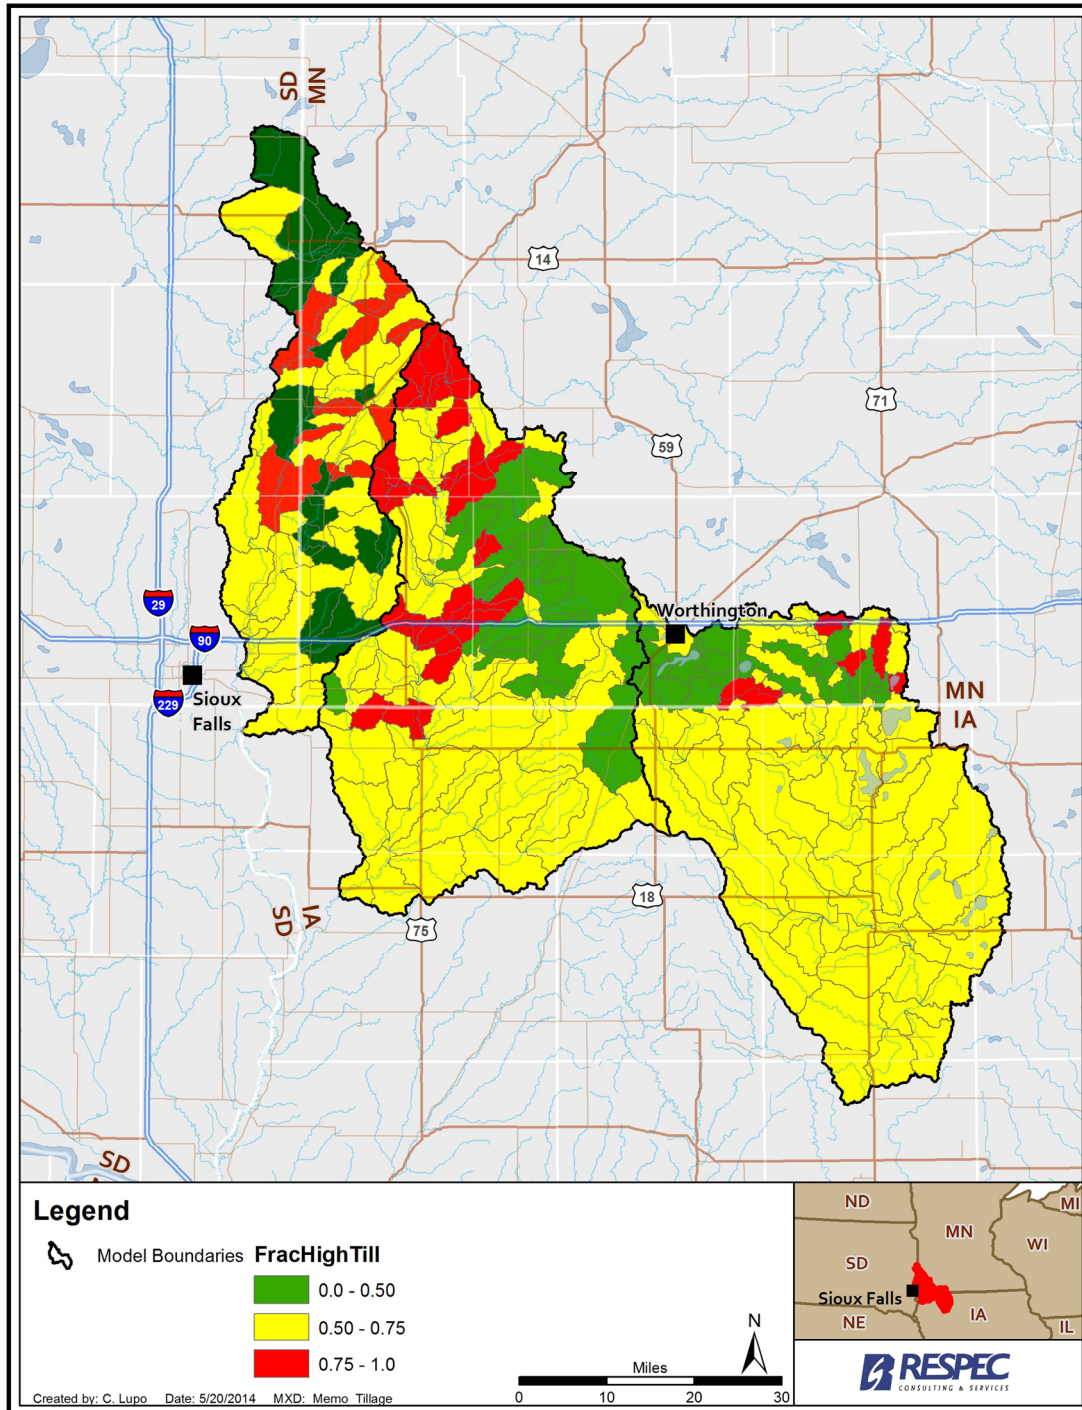 SD
MN
14
71
59
Worthington
29
90
229
Sioux
Falls
MN
IA
18
75
IA
SD
SD
Legend
Model Boundaries
FracHighTill
0.0 - 0.50
0.50 - 0.75
0.75 - 1.0
Created by: C. Lupo Date: 5/20/2014 MXD: Memo Tillage
N
Miles
0 10 20 30
ND
MN
MI
WI
SD
Sioux Falls
NE
IA
IL
RESPEC
CONSULTING & SERVICES